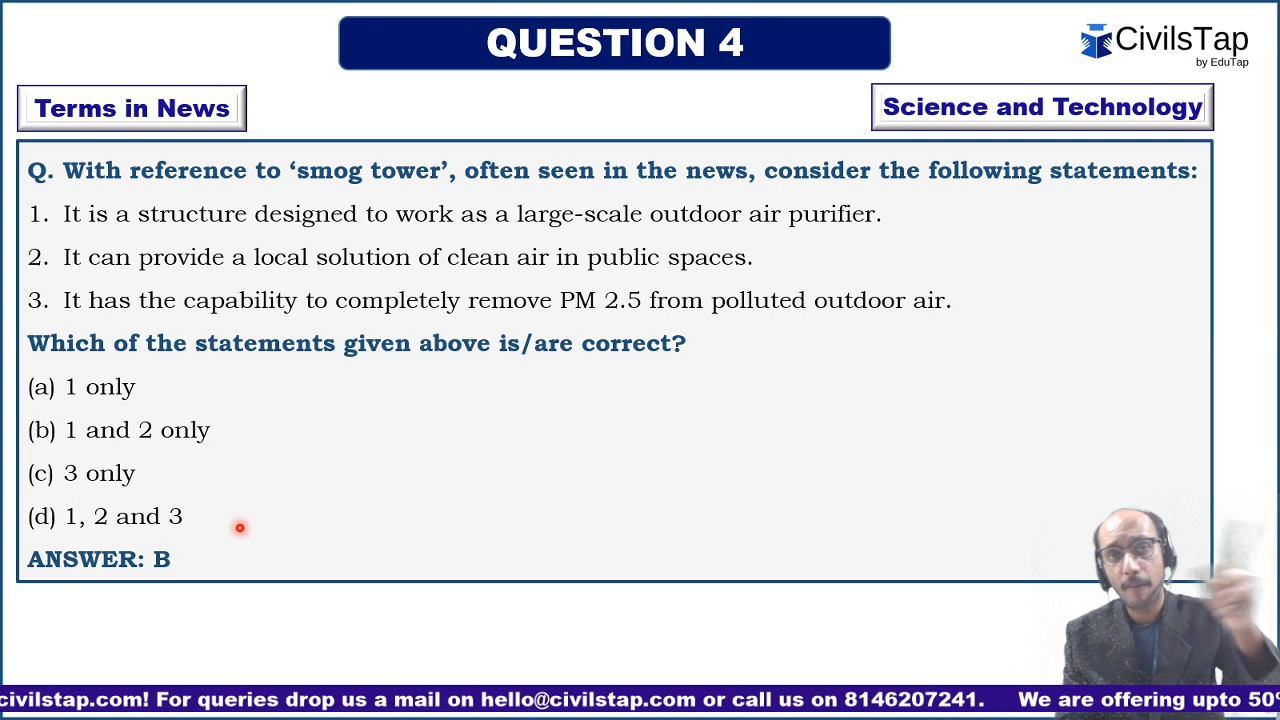 QUESTION 4
CivilsTap
by EduTap
Terms in News
Science and Technology
Q. With reference to ‘smog tower’, often seen in the news, consider the following statements:
1. It is a structure designed to work as a large-scale outdoor air purifier.
2. It can provide a local solution of clean air in public spaces.
3. It has the capability to completely remove PM 2.5 from polluted outdoor air.
Which of the statements given above is/are correct?
(a) 1 only
(b) 1 and 2 only
(c) 3 only
(d) 1, 2 and 3
ANSWER: B
civilstap.com! For queries drop us a mail on hello@civilstap.com or call us on 8146207241. We are offering upto 50%